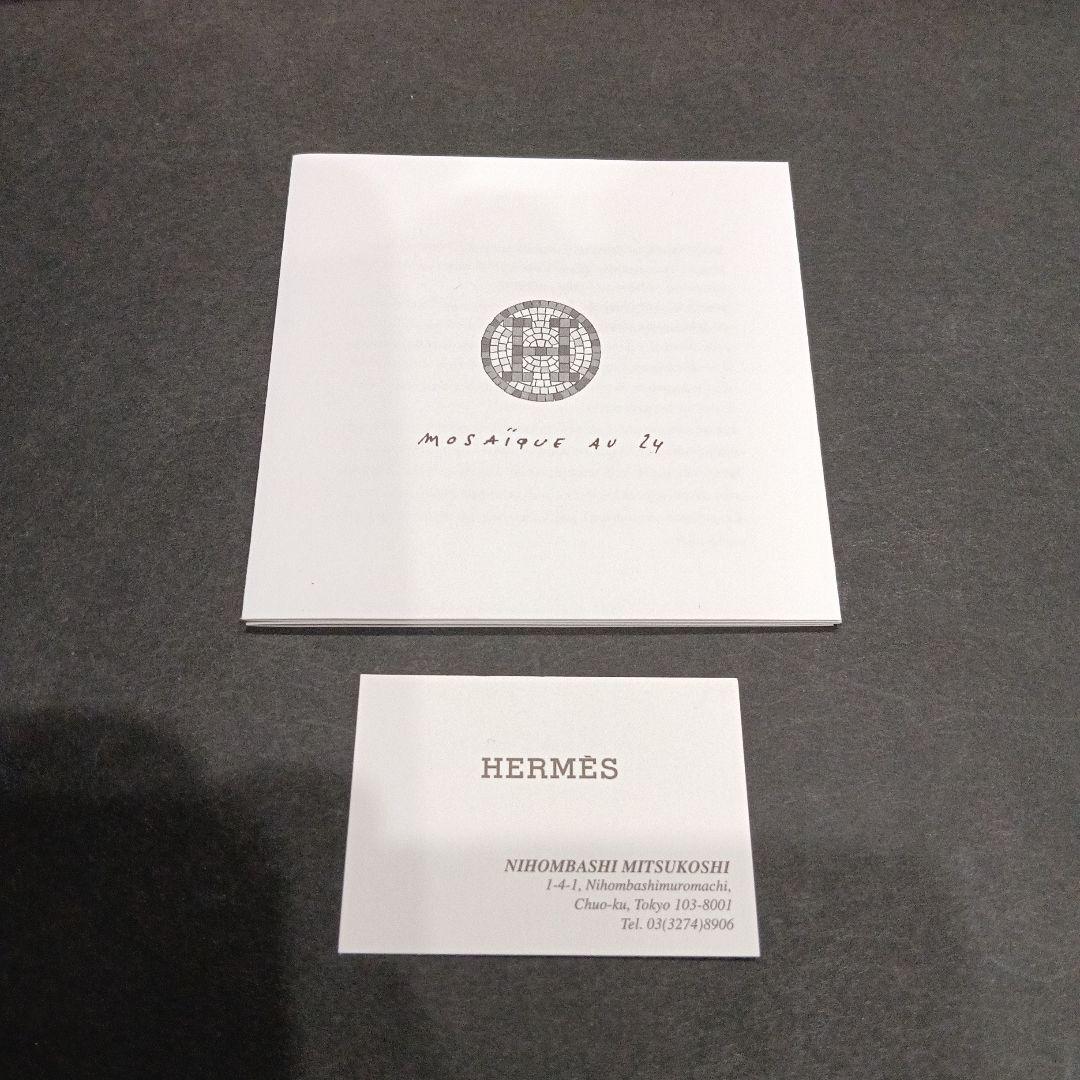 H
MOSAÏQUE AU 24
HERMÈS
NIHOMBASHI MITSUKOSHI
1-4-1, Nihombashimuromachi,
Chuo-ku, Tokyo 103-8001
Tel. 03(3274)8906